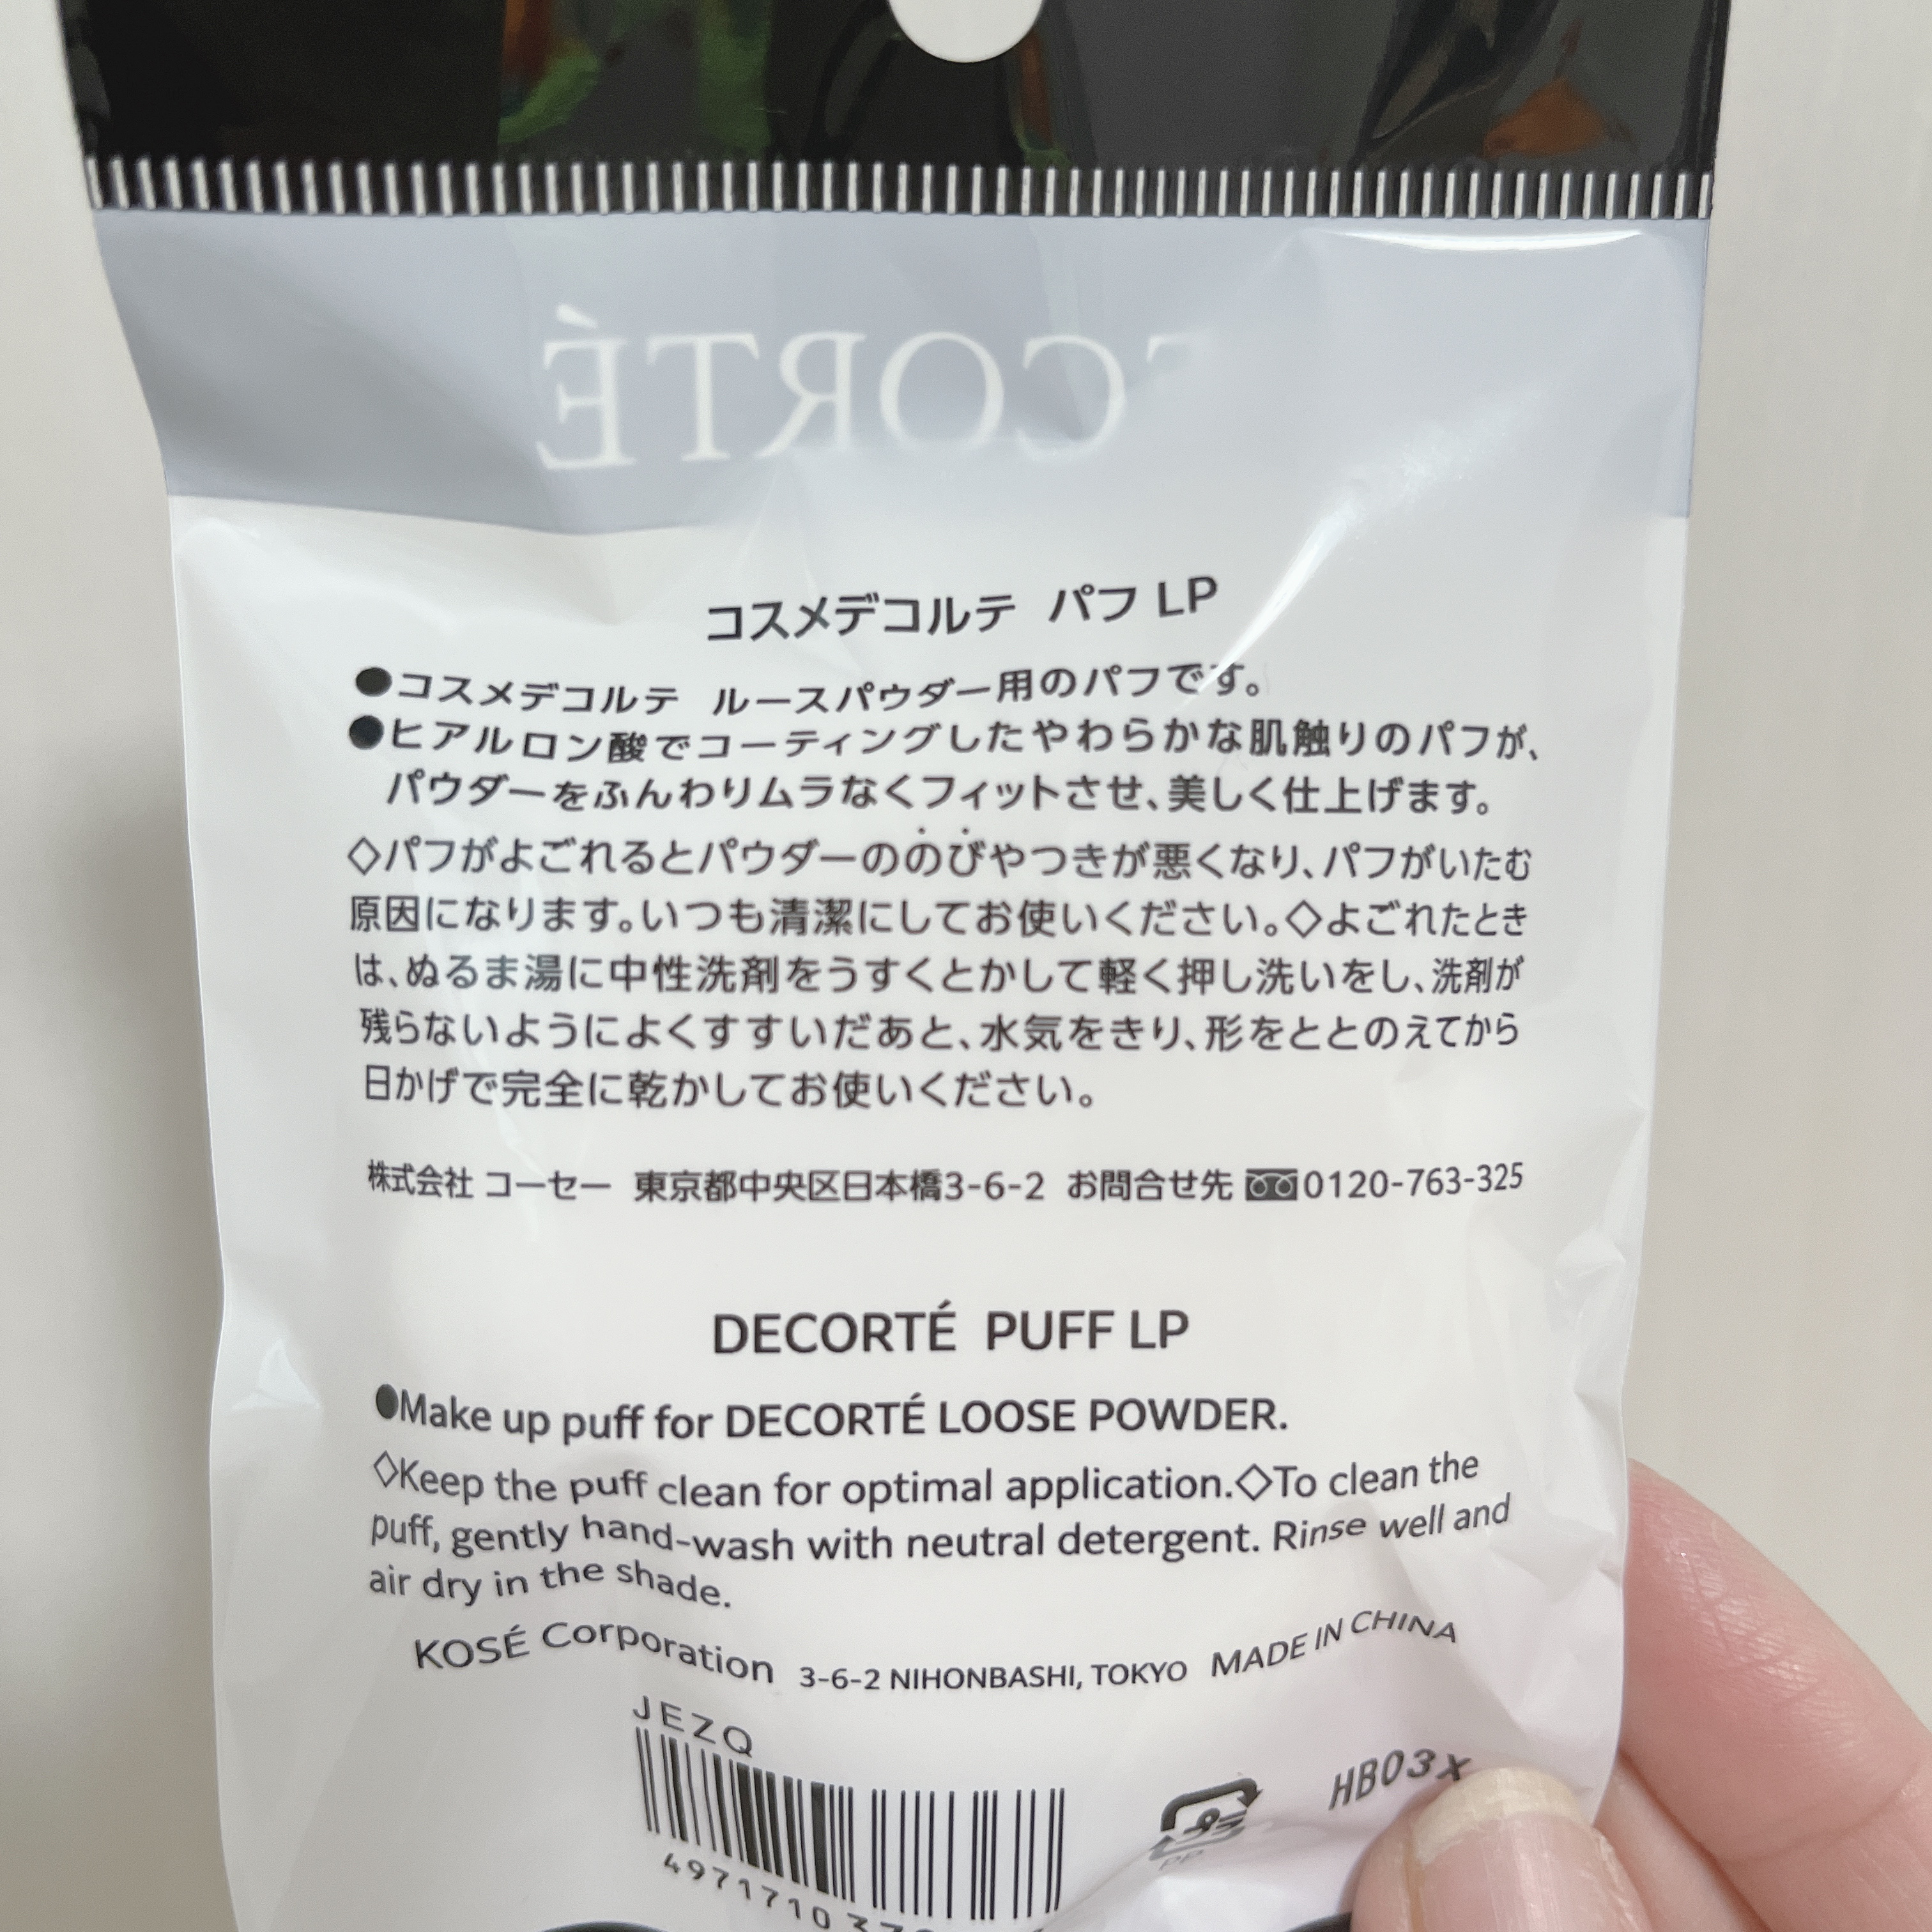 CORTÉ
コスメデコルテ パフ LP
●コスメデコルテ ルースパウダー用のパフです。
●ヒアルロン酸でコーティングしたやわらかな肌触りのパフが、
パウダーをふんわりムラなくフィットさせ、美しく仕上げます。
◇パフがよごれるとパウダーののびやつきが悪くなり、パフがいたむ
原因になります。いつも清潔にしてお使いください。◇よごれたとき
は、ぬるま湯に中性洗剤をうすくとかして軽く押し洗いをし、洗剤が
残らないようによくすすいだあと、水気をきり、形をととのえてから
日かげで完全に乾かしてお使いください。
株式会社 コーセー 東京都中央区日本橋3-6-2 お問合せ先 0120-763-325
DECORTÉ PUFF LP
●Make up puff for DECORTÉ LOOSE POWDER.
◇Keep the puff clean for optimal application.◇To clean the
puff, gently hand-wash with neutral detergent. Rinse well and
air dry in the shade.
KOSÉ Corporation 3-6-2 NIHONBASHI, TOKYO MADE IN CHINA
JEZQ
HB03X
PP
4971710